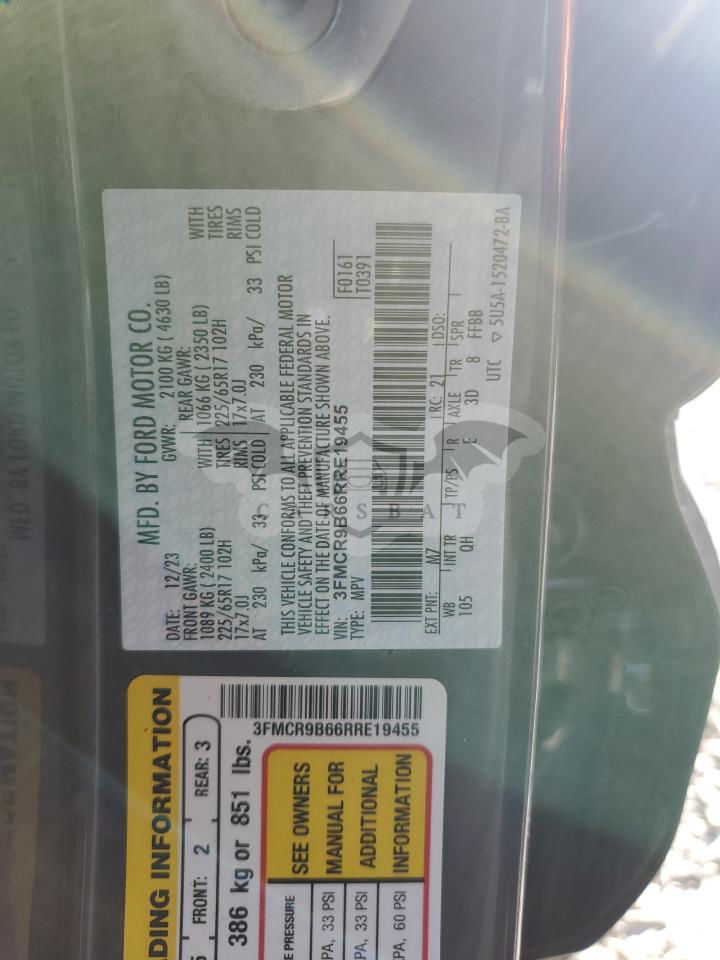 MFD. BY FORD MOTOR CO.
DATE: 12/23 GVWR: 2100 KG ( 4630 LB)
FRONT GAWR: REAR GAWR:
1089 KG ( 2400 LB) WITH 1066 KG ( 2350 LB) WITH
225/65R17 102H TIRES 225/65R17 102H TIRES
17x7.0J RIMS 17x7.0J RIMS
AT 230 kPa/ 33 PSI COLD AT 230 kPa/ 33 PSI COLD
THIS VEHICLE CONFORMS TO ALL APPLICABLE FEDERAL MOTOR
VEHICLE SAFETY AND THEFT PREVENTION STANDARDS IN
EFFECT ON THE DATE OF MANUFACTURE SHOWN ABOVE.
VIN: 3FMCR9B66RRE19455 F0161
TYPE: MPV T0391
EXT PNT: M7 RC: 21 DSO:
WB INT TR TP/PS R AXLE TR SPR
105 QH E 3D 8 FFBB
UTC ▽ 5U5A-1520472-BA
DING INFORMATION
FRONT: 2 REAR: 3
386 kg or 851 lbs.
3FMCR9B66RRE19455
E PRESSURE
SEE OWNERS
MANUAL FOR
ADDITIONAL
INFORMATION
PA, 33 PSI
PA, 33 PSI
PA, 60 PSI